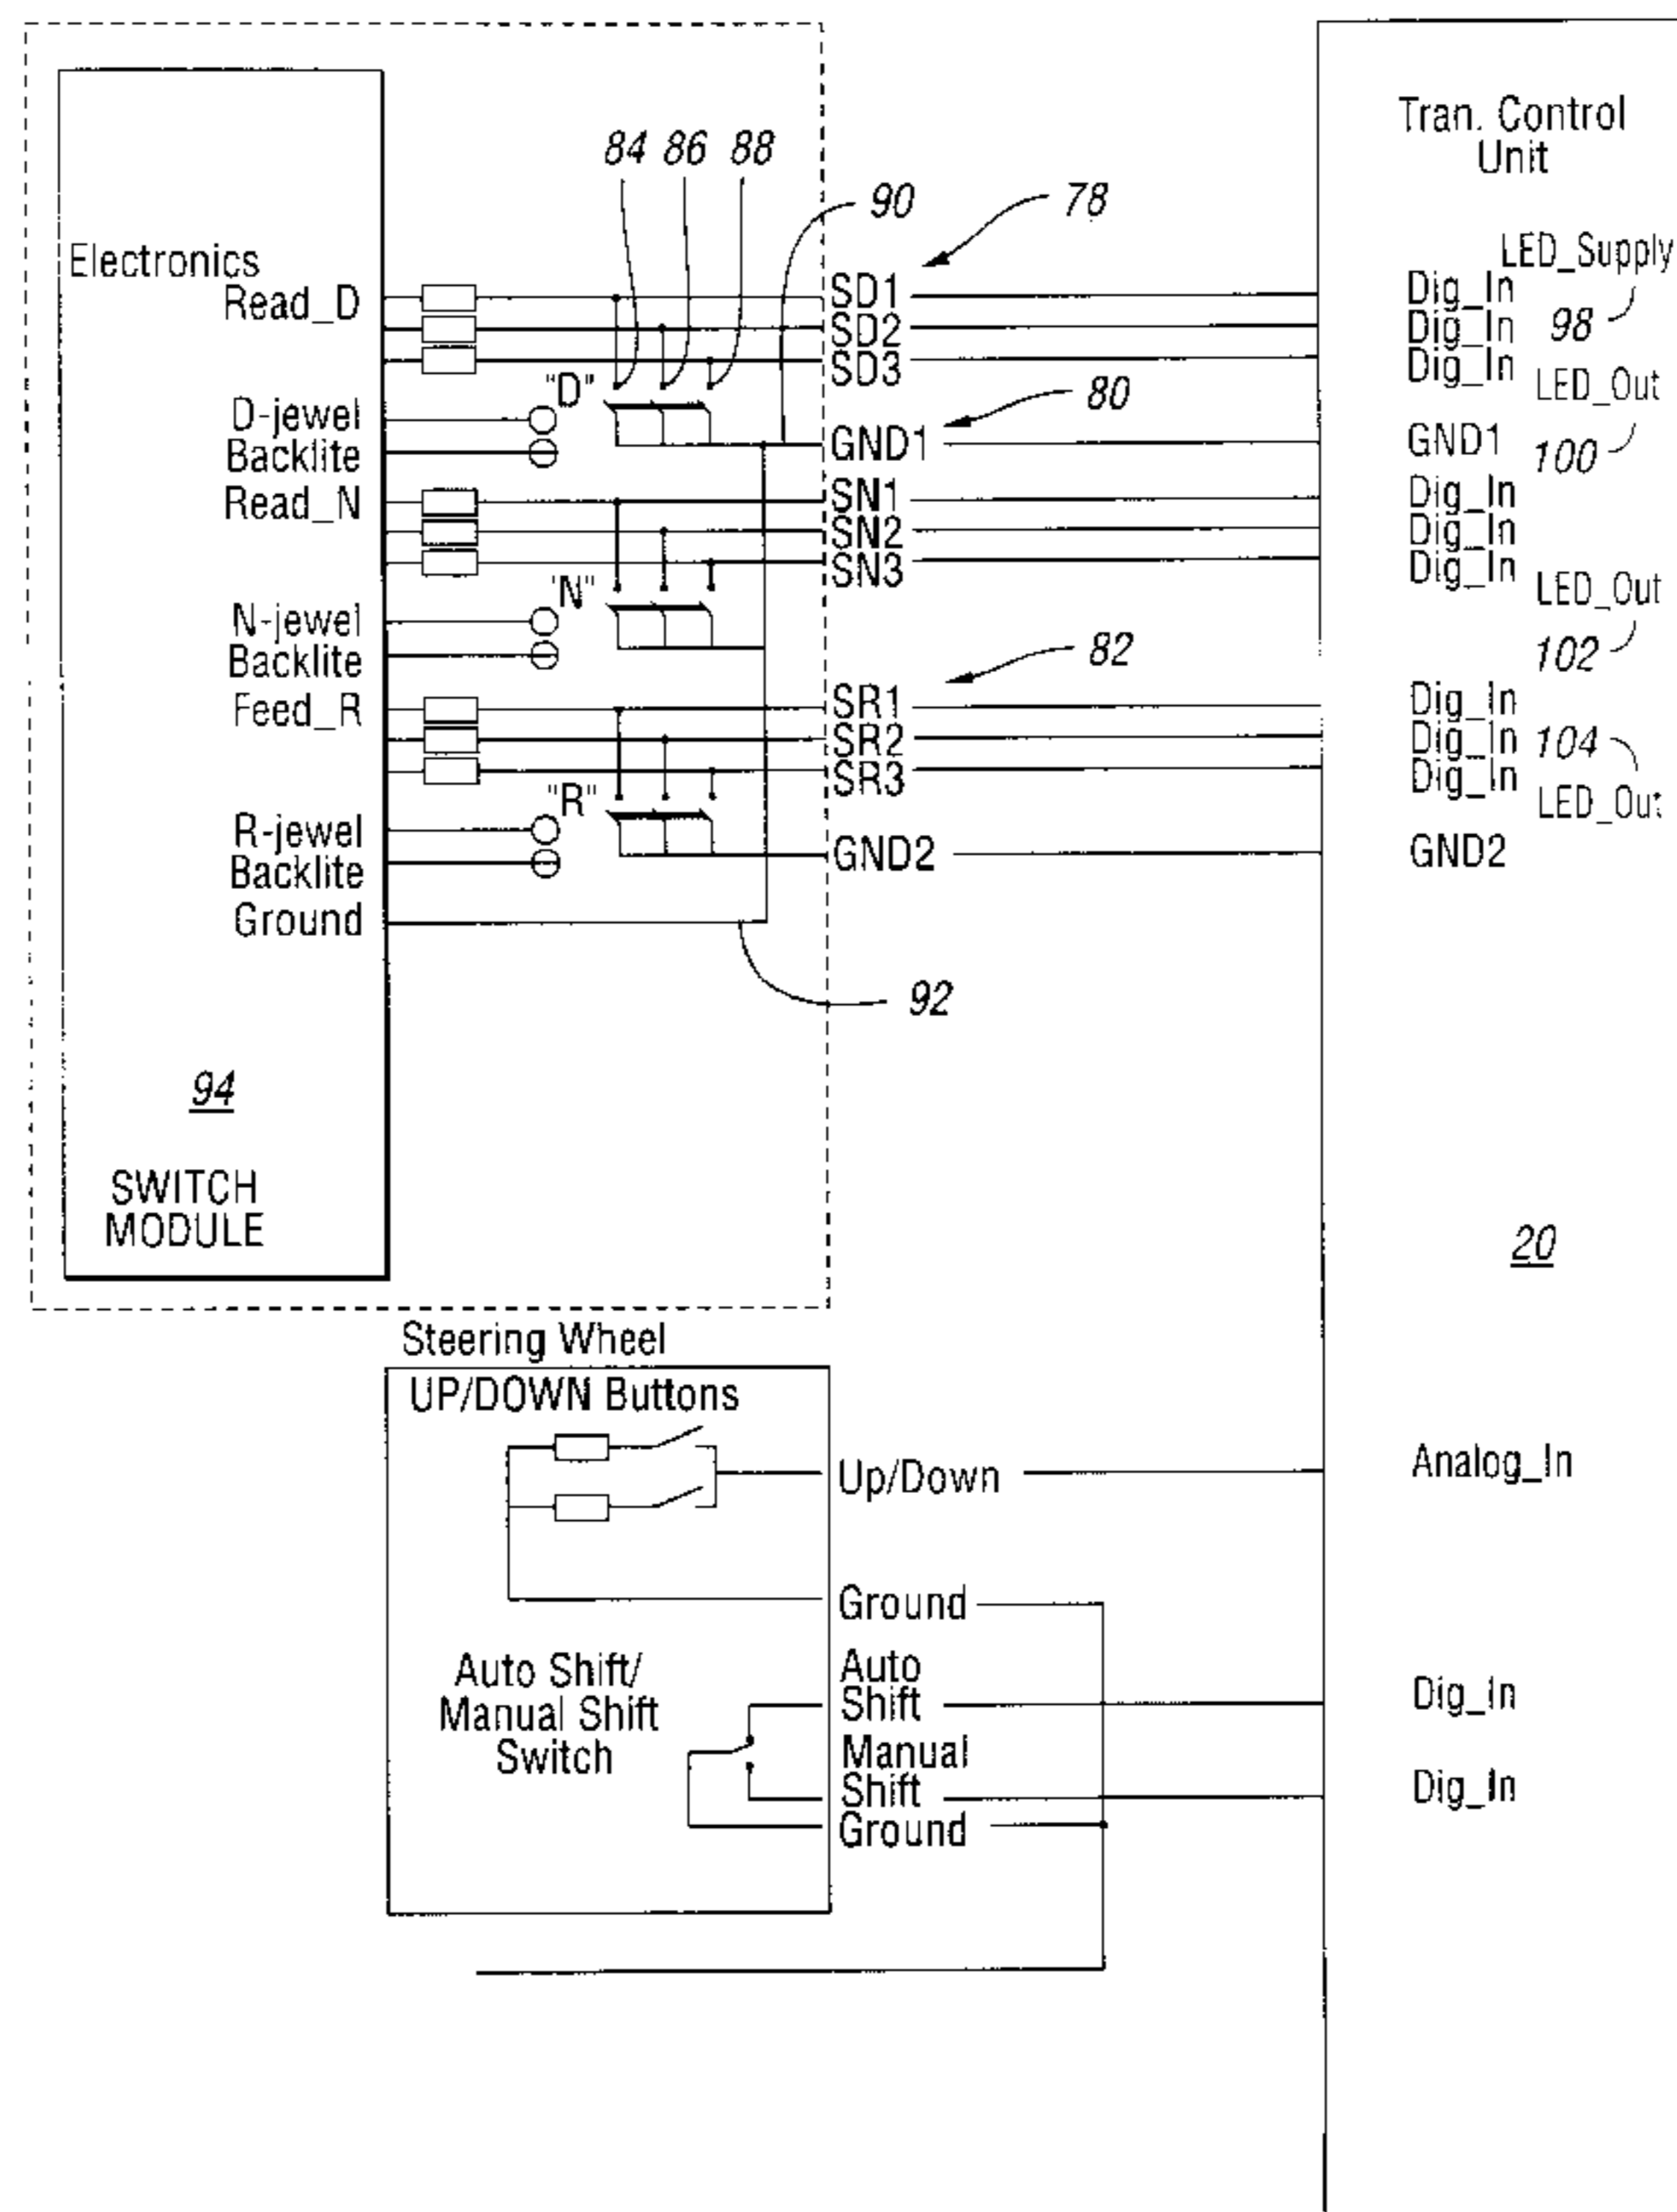 Tran. Control
Unit
84 86 88
90
78
LED_Supply
98
Electronics
Read_D
SD1
Dig_In
SD2
Dig_In
SD3
Dig_In
LED_Out
100
"D"
80
D-jewel
Backlite
GND1
GND1
Read_N
SN1
Dig_In
SN2
Dig_In
SN3
Dig_In
LED_Out
102
"N"
N-jewel
Backlite
82
Feed_R
SR1
Dig_In
SR2
Dig_In
104
SR3
Dig_In
LED_Out
"R"
R-jewel
Backlite
GND2
GND2
Ground
92
94
SWITCH
MODULE
20
Steering Wheel
UP/DOWN Buttons
Up/Down
Analog_In
Ground
Auto Shift/
Manual Shift
Switch
Auto
Shift
Dig_In
Manual
Shift
Dig_In
Ground